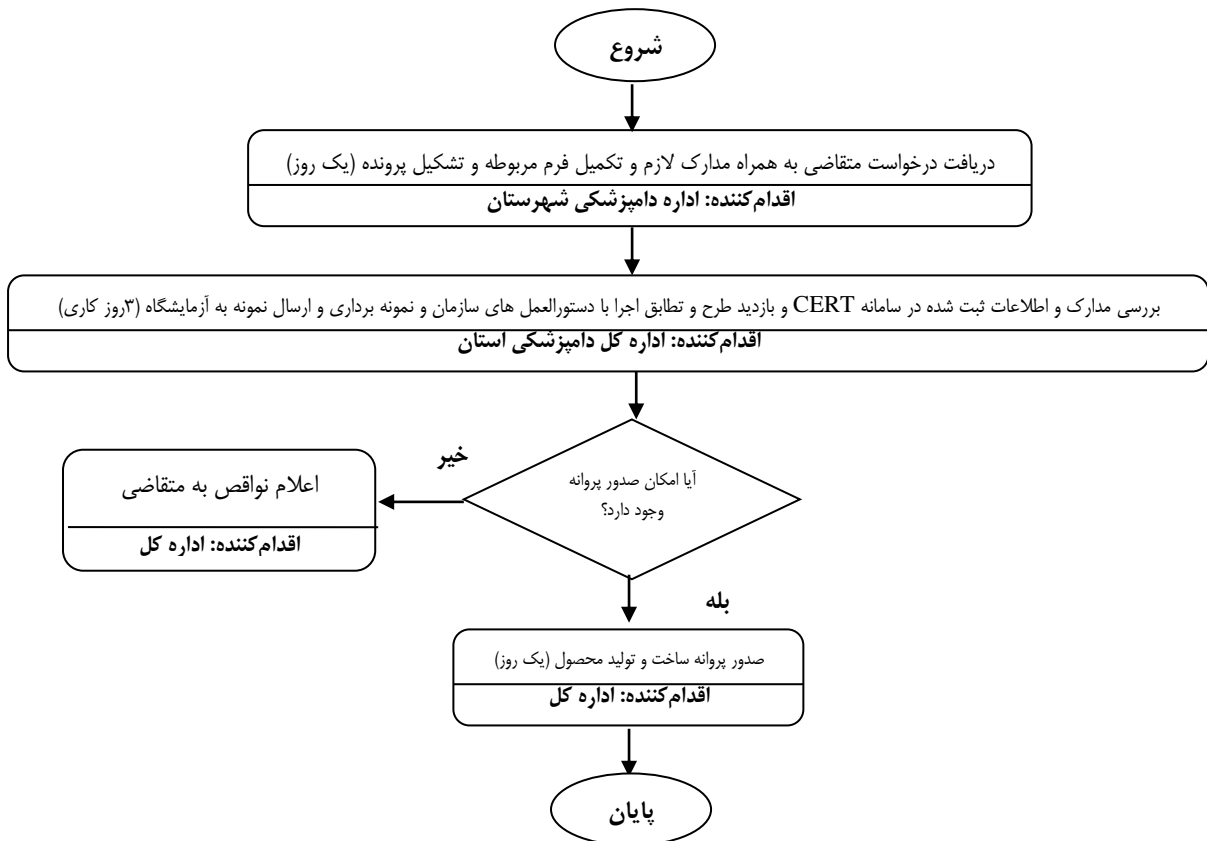 شروع
دریافت درخواست متقاضی به همراه مدارک لازم و تکمیل فرم مربوطه و تشکیل پرونده (یک روز)
اقدام‌کننده: اداره دامپزشکی شهرستان
بررسی مدارک و اطلاعات ثبت شده در سامانه CERT و بازدید طرح و تطابق اجرا با دستورالعمل های سازمان و نمونه برداری و ارسال نمونه به آزمایشگاه (۳روز کاری)
اقدام‌کننده: اداره کل دامپزشکی استان
آیا امکان صدور پروانه
وجود دارد؟
خیر
اعلام نواقص به متقاضی
اقدام‌کننده: اداره کل
بله
صدور پروانه ساخت و تولید محصول (یک روز)
اقدام‌کننده: اداره کل
پایان